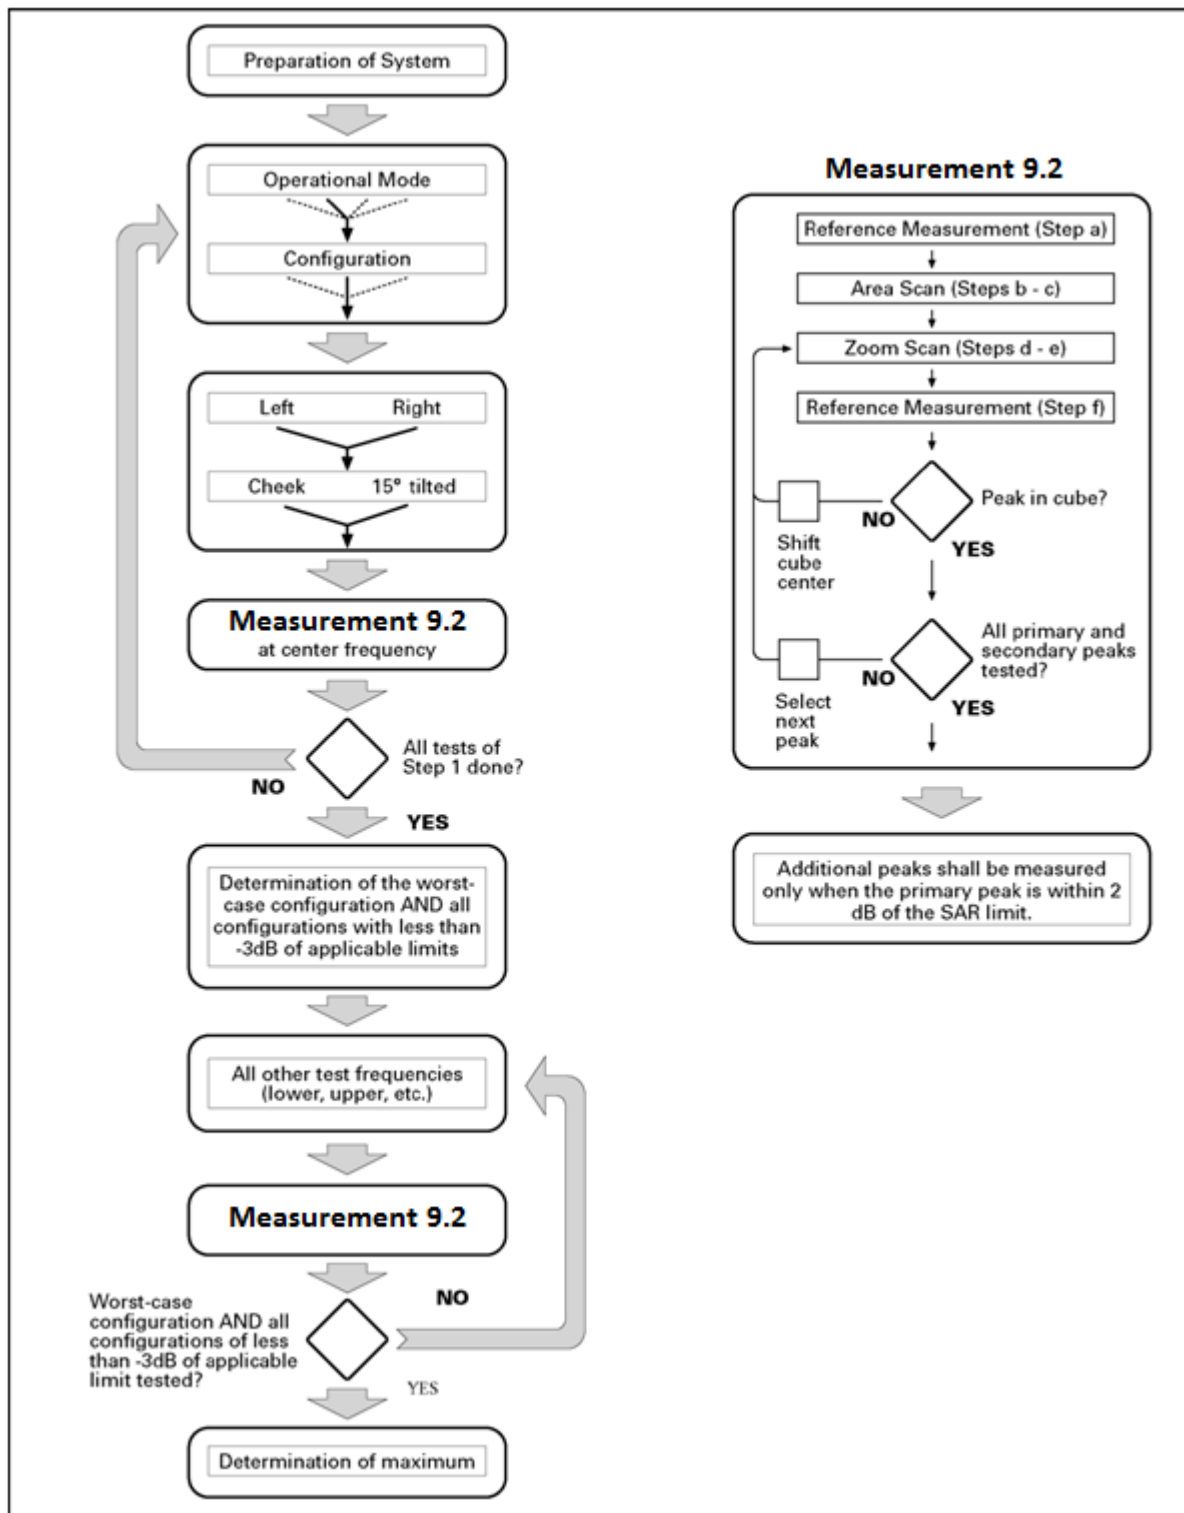 Preparation of System
Operational Mode
Configuration
Left Right
Cheek 15° tilted
Measurement 9.2
at center frequency
All tests of
Step 1 done?
NO
YES
Determination of the worst-
case configuration AND all
configurations with less than
-3dB of applicable limits
All other test frequencies
(lower, upper, etc.)
Measurement 9.2
NO
Worst-case
configuration AND all
configurations of less
than -3dB of applicable
limit tested?
YES
Determination of maximum
Measurement 9.2
Reference Measurement (Step a)
Area Scan (Steps b - c)
Zoom Scan (Steps d - e)
Reference Measurement (Step f)
Peak in cube?
NO
Shift
cube
center
YES
All primary and
secondary peaks
tested?
NO
Select
next
peak
YES
Additional peaks shall be measured
only when the primary peak is within 2
dB of the SAR limit.